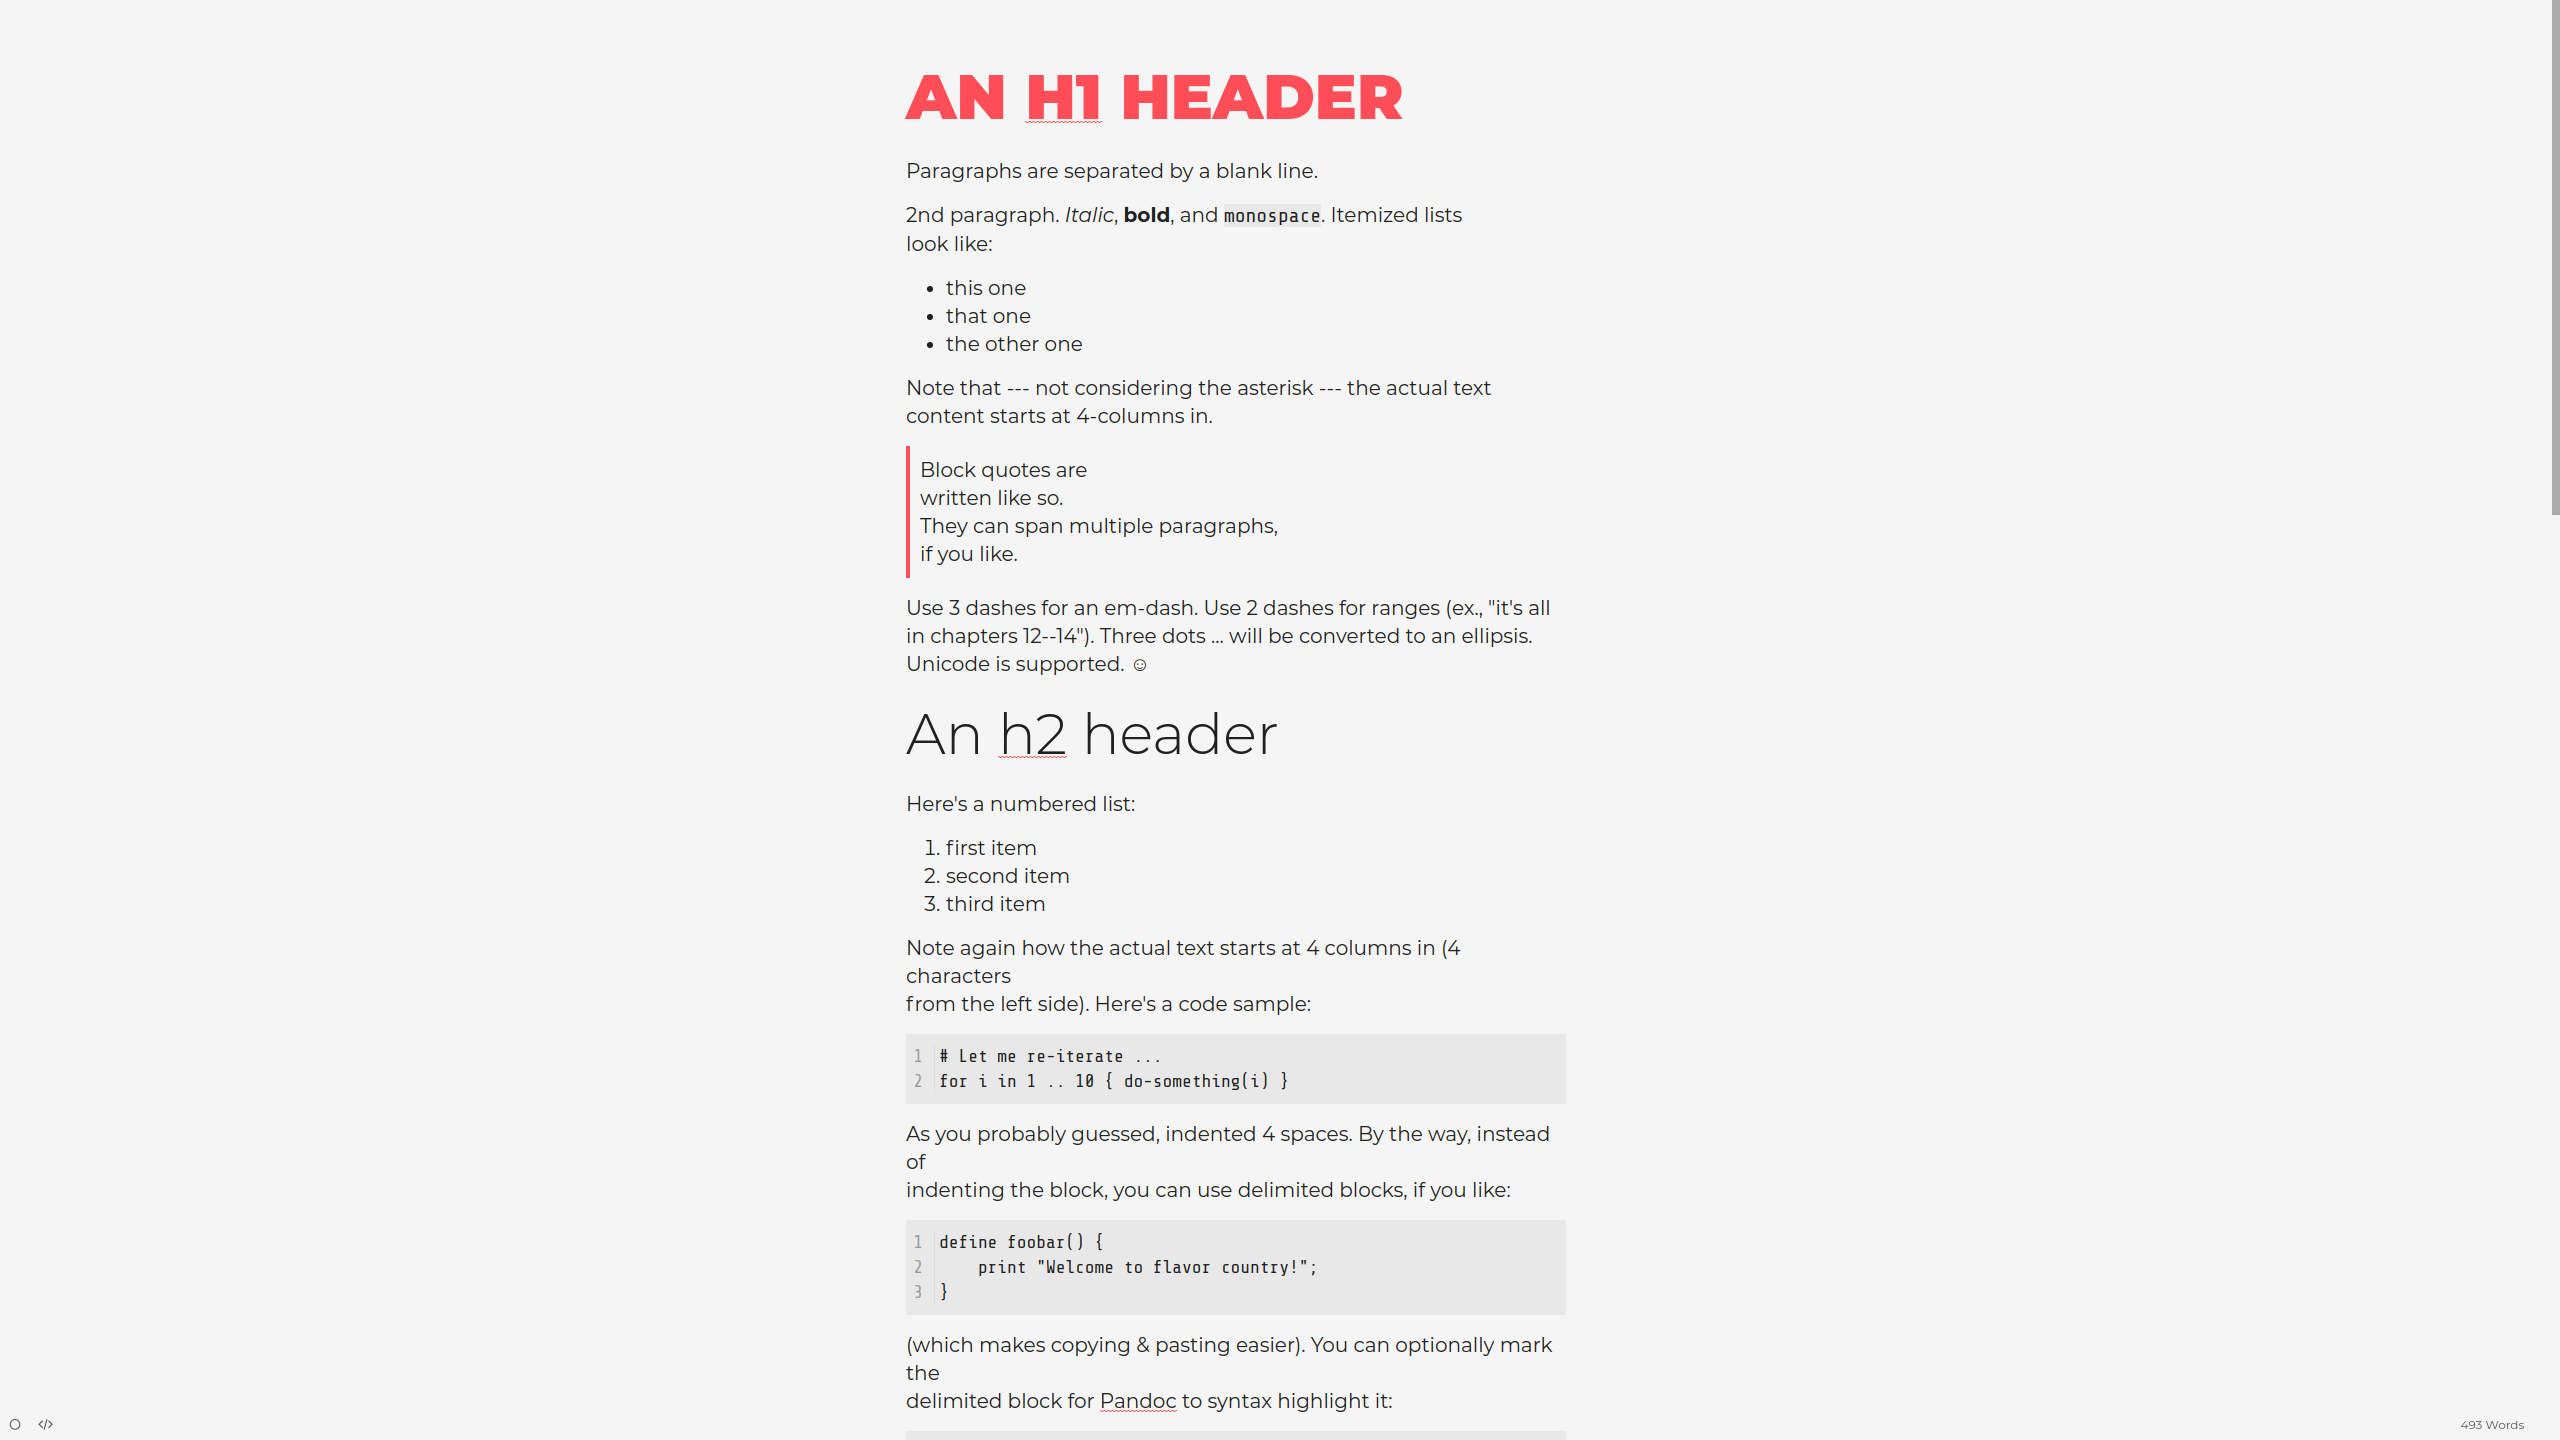 AN H1 HEADER
Paragraphs are separated by a blank line.
2nd paragraph. Italic, bold, and monospace. Itemized lists
look like:
• this one
• that one
• the other one
Note that --- not considering the asterisk --- the actual text
content starts at 4-columns in.
Block quotes are
written like so.
They can span multiple paragraphs,
if you like.
Use 3 dashes for an em-dash. Use 2 dashes for ranges (ex., "it's all
in chapters 12--14"). Three dots ... will be converted to an ellipsis.
Unicode is supported. ☺
An h2 header
Here's a numbered list:
1. first item
2. second item
3. third item
Note again how the actual text starts at 4 columns in (4
characters
from the left side). Here's a code sample:
1 # Let me re-iterate ...
2 for i in 1 .. 10 { do-something(i) }
As you probably guessed, indented 4 spaces. By the way, instead
of
indenting the block, you can use delimited blocks, if you like:
1 define foobar() {
2     print "Welcome to flavor country!";
3 }
(which makes copying & pasting easier). You can optionally mark
the
delimited block for Pandoc to syntax highlight it:
</> 493 Words